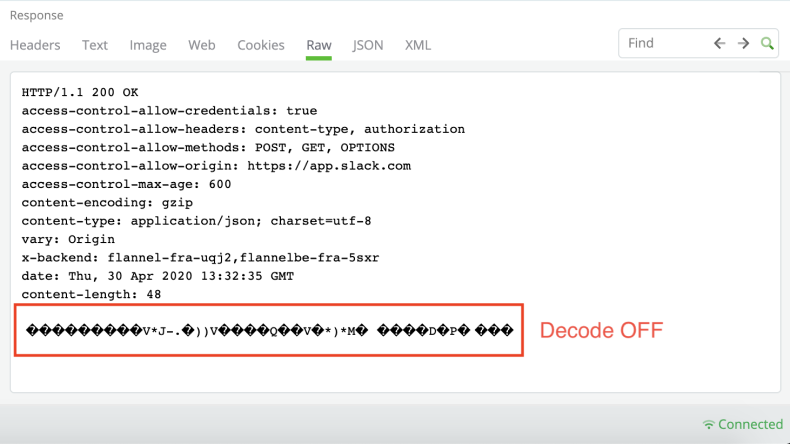 Response
Headers Text Image Web Cookies Raw JSON XML Find
HTTP/1.1 200 OK
access-control-allow-credentials: true
access-control-allow-headers: content-type, authorization
access-control-allow-methods: POST, GET, OPTIONS
access-control-allow-origin: https://app.slack.com
access-control-max-age: 600
content-encoding: gzip
content-type: application/json; charset=utf-8
vary: Origin
x-backend: flannel-fra-uqj2,flannelbe-fra-5sxr
date: Thu, 30 Apr 2020 13:32:35 GMT
content-length: 48
���������V*J-.�))V����Q��V�*)*M� ����D�P� ��� Decode OFF
Connected